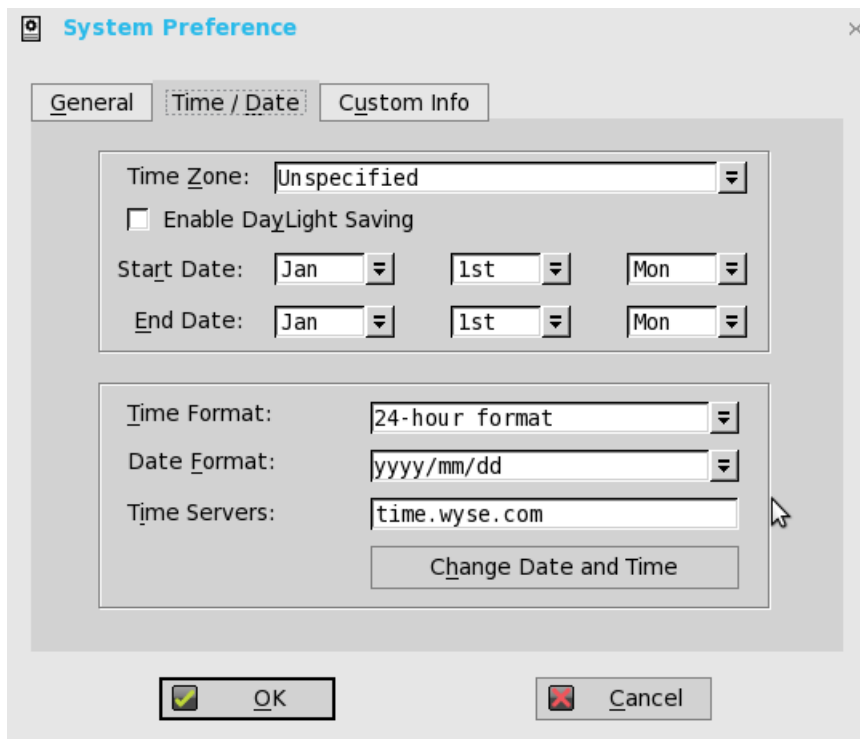 System Preference
General Time / Date Custom Info
Time Zone: Unspecified
Enable DayLight Saving
Start Date: Jan 1st Mon
End Date: Jan 1st Mon
Time Format: 24-hour format
Date Format: yyyy/mm/dd
Time Servers: time.wyse.com
Change Date and Time
OK Cancel